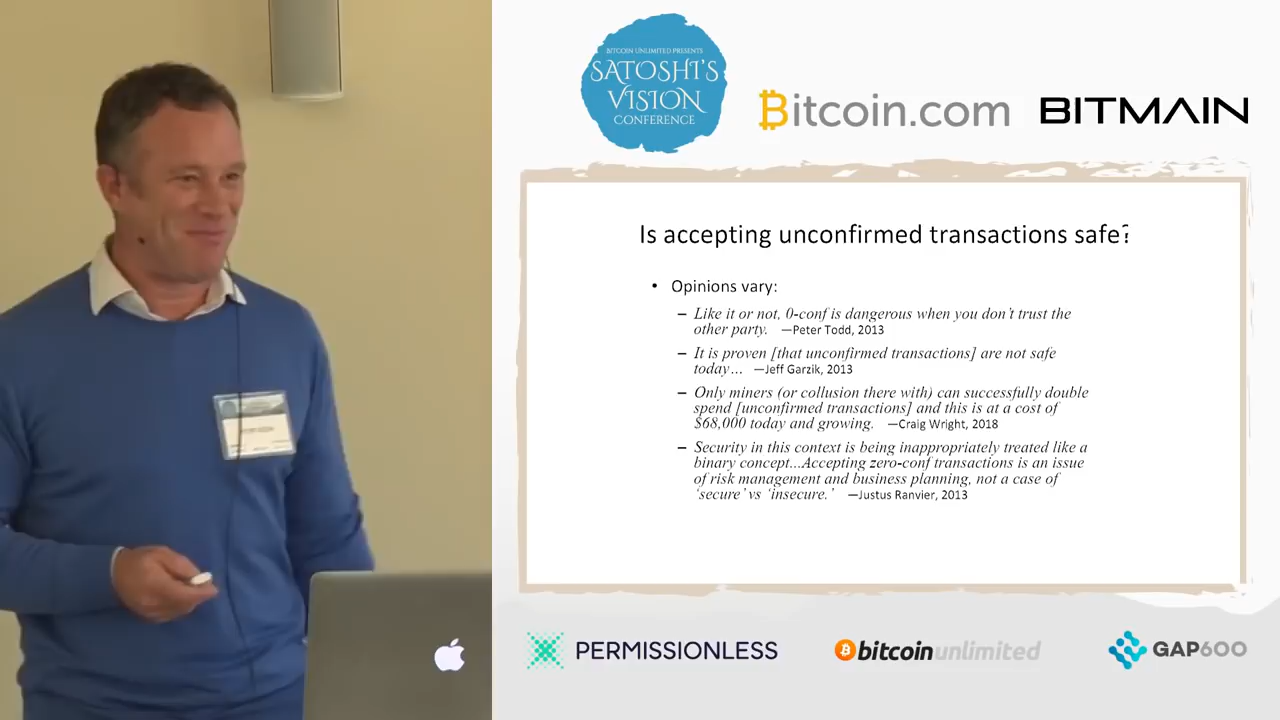 BITCOIN UNLIMITED PRESENTS
SATOSHI'S
VISION
CONFERENCE
Bitcoin.com
BITMAIN
Is accepting unconfirmed transactions safe?
• Opinions vary:
– Like it or not, 0-conf is dangerous when you don't trust the
other party. —Peter Todd, 2013
– It is proven [that unconfirmed transactions] are not safe
today… —Jeff Garzik, 2013
– Only miners (or collusion there with) can successfully double
spend [unconfirmed transactions] and this is at a cost of
$68,000 today and growing. —Craig Wright, 2018
– Security in this context is being inappropriately treated like a
binary concept...Accepting zero-conf transactions is an issue
of risk management and business planning, not a case of
'secure' vs 'insecure.' —Justus Ranvier, 2013
PERMISSIONLESS
bitcoinunlimited
GAP600